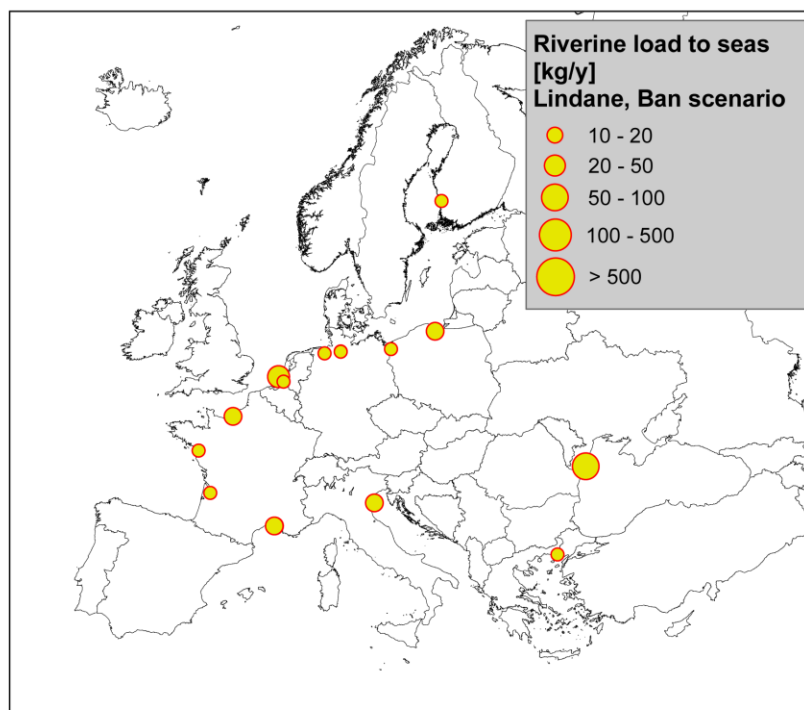 Riverine load to seas
[kg/y]
Lindane, Ban scenario
10 - 20
20 - 50
50 - 100
100 - 500
> 500